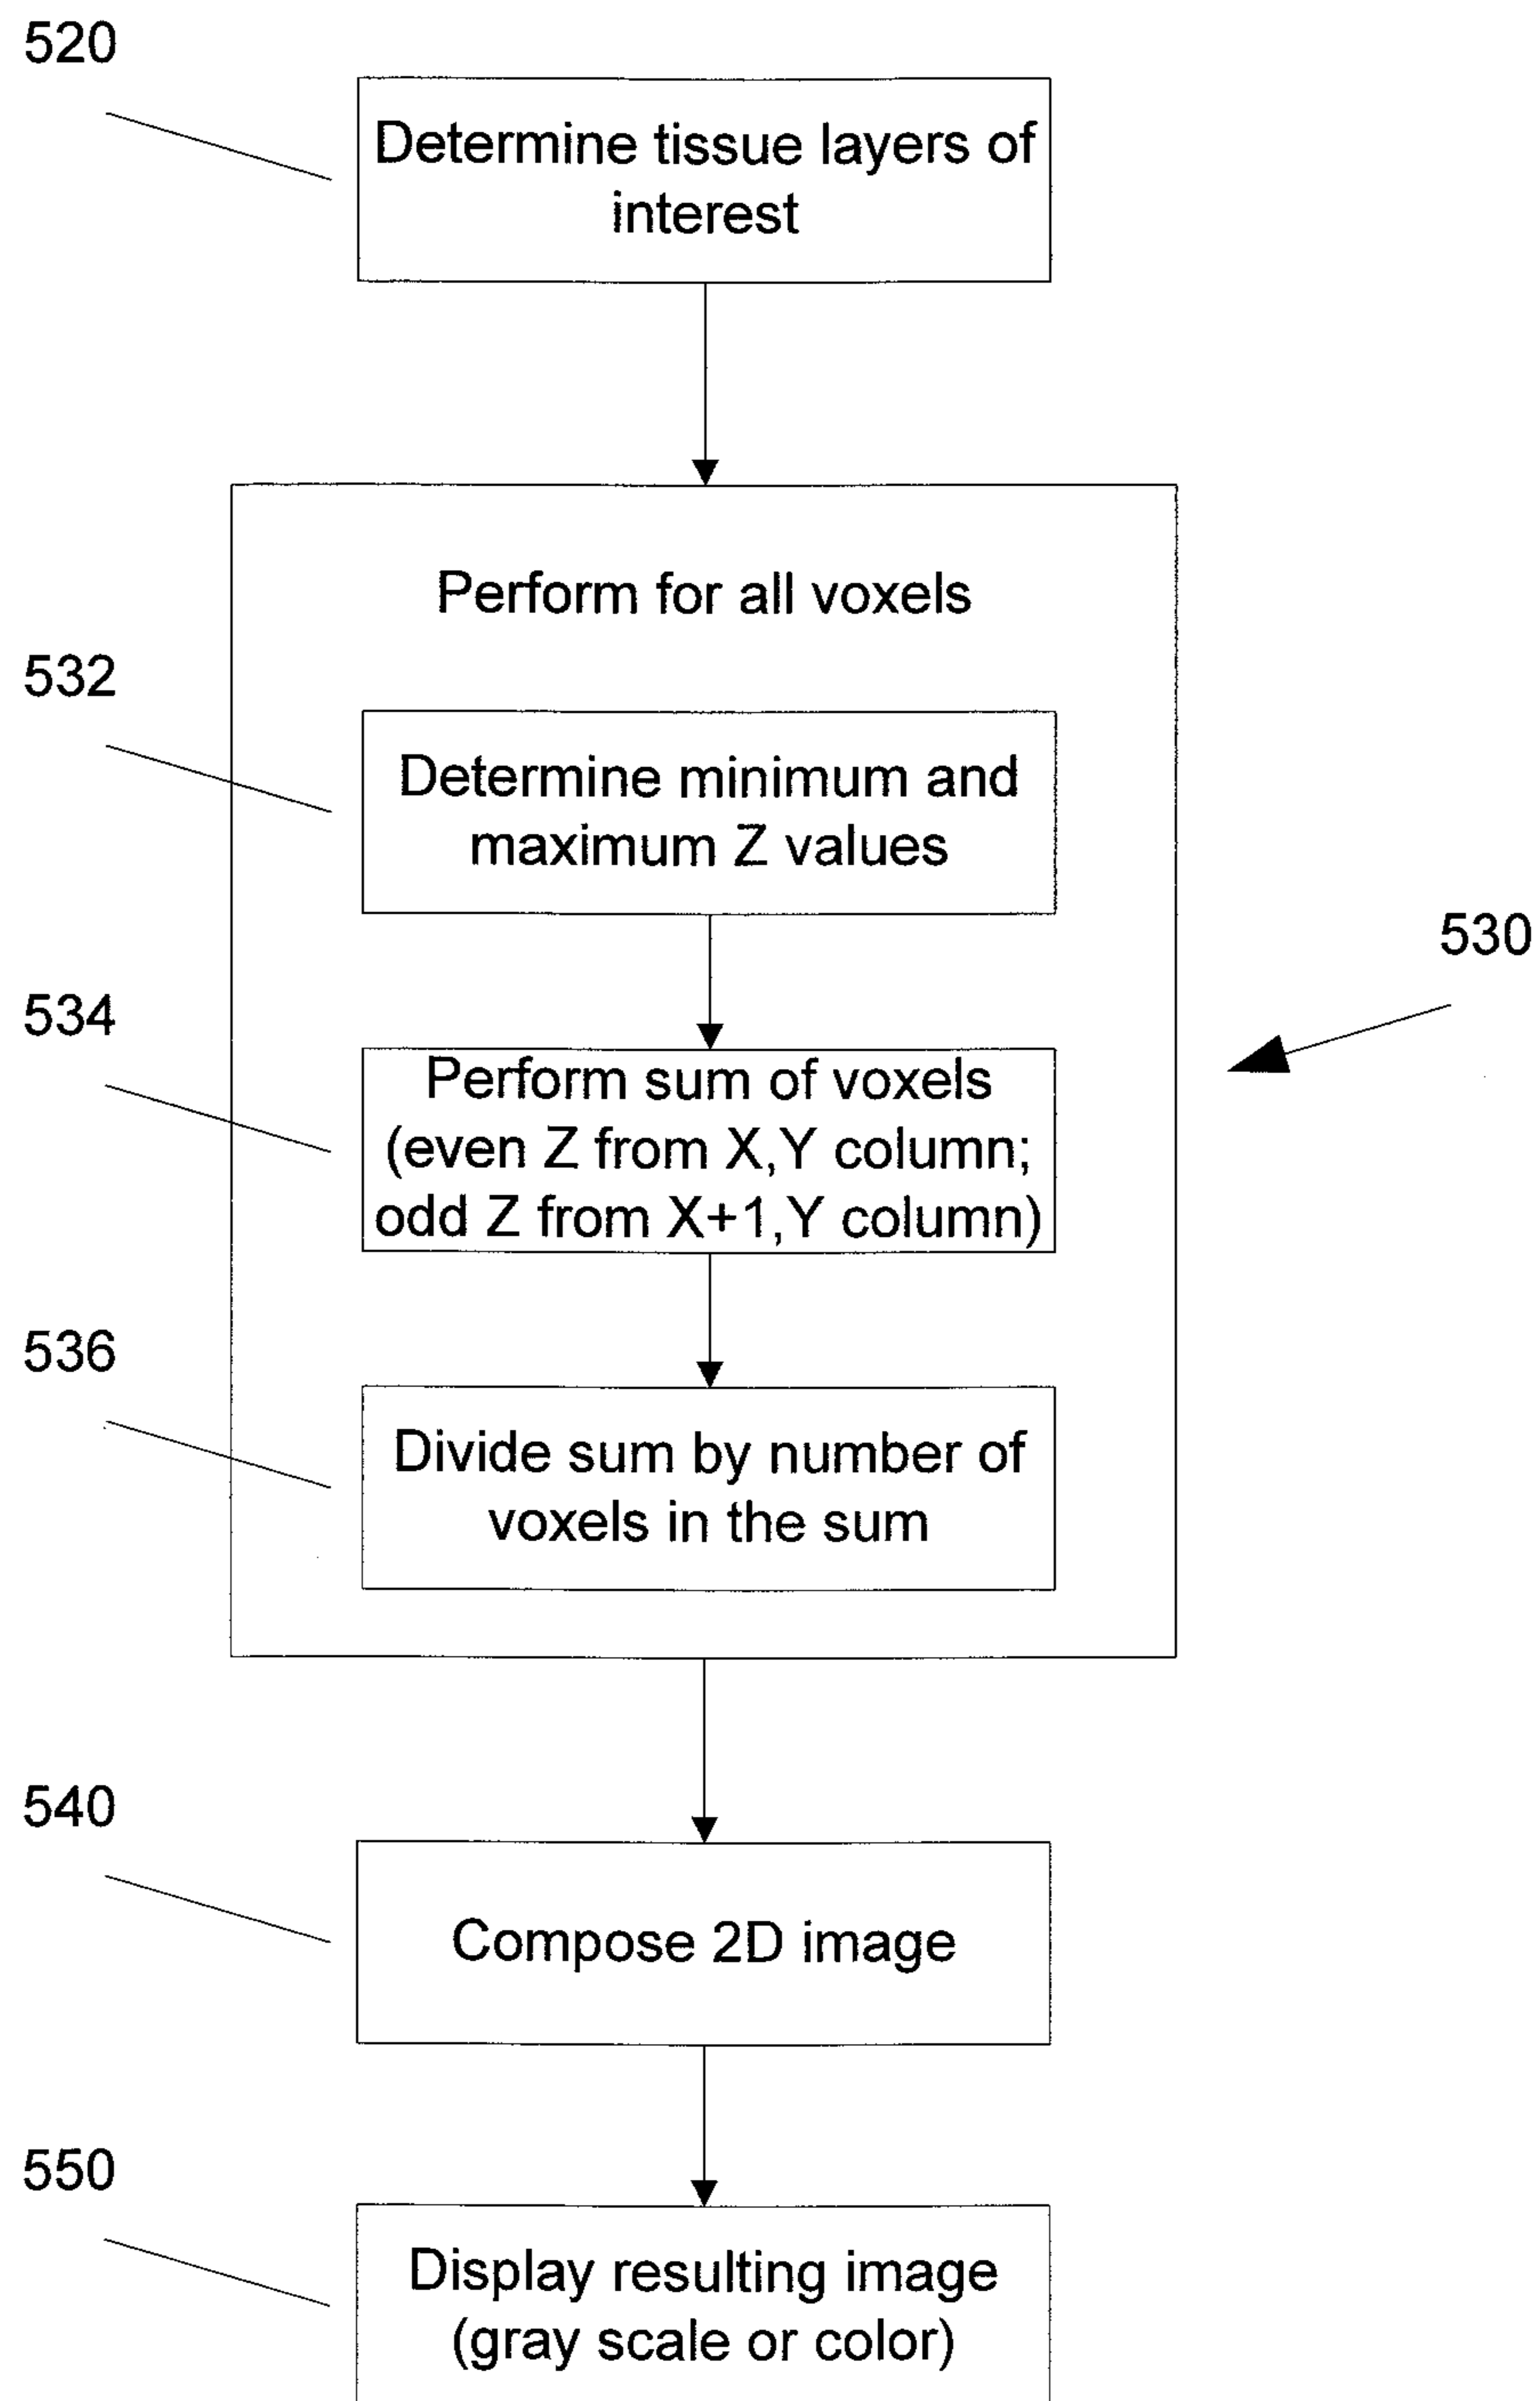 520
Determine tissue layers of
interest
Perform for all voxels
532
Determine minimum and
maximum Z values
530
534
Perform sum of voxels
(even Z from X,Y column;
odd Z from X+1,Y column)
536
Divide sum by number of
voxels in the sum
540
Compose 2D image
550
Display resulting image
(gray scale or color)